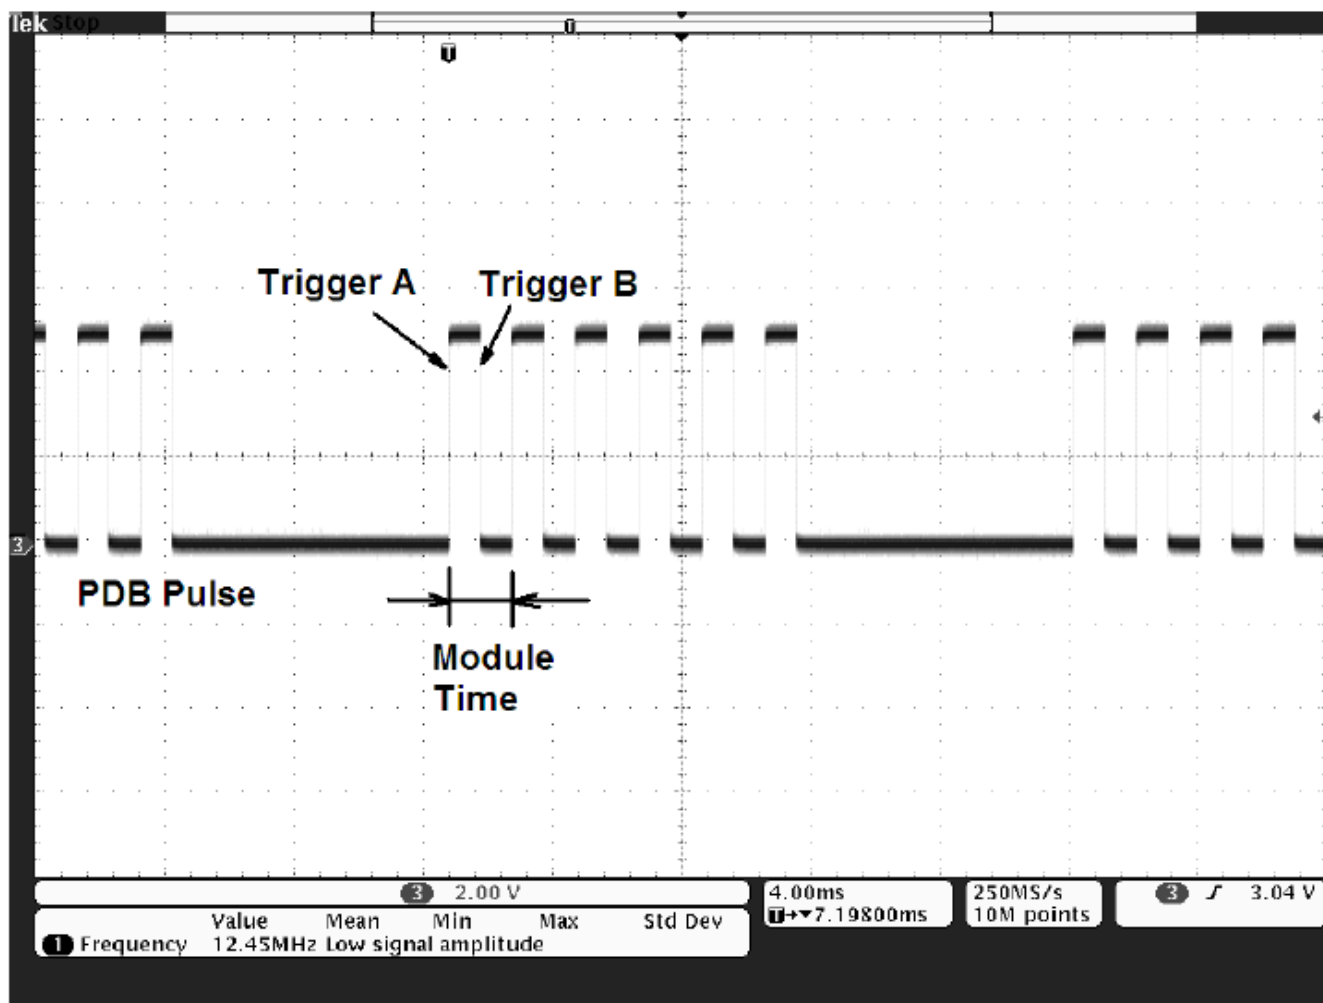 Tek Stop
T
T
Trigger A Trigger B
3
PDB Pulse
Module
Time
3 2.00 V
4.00ms
T→▼7.19800ms
250MS/s
10M points
3 ʃ 3.04 V
Value Mean Min Max Std Dev
1 Frequency 12.45MHz Low signal amplitude